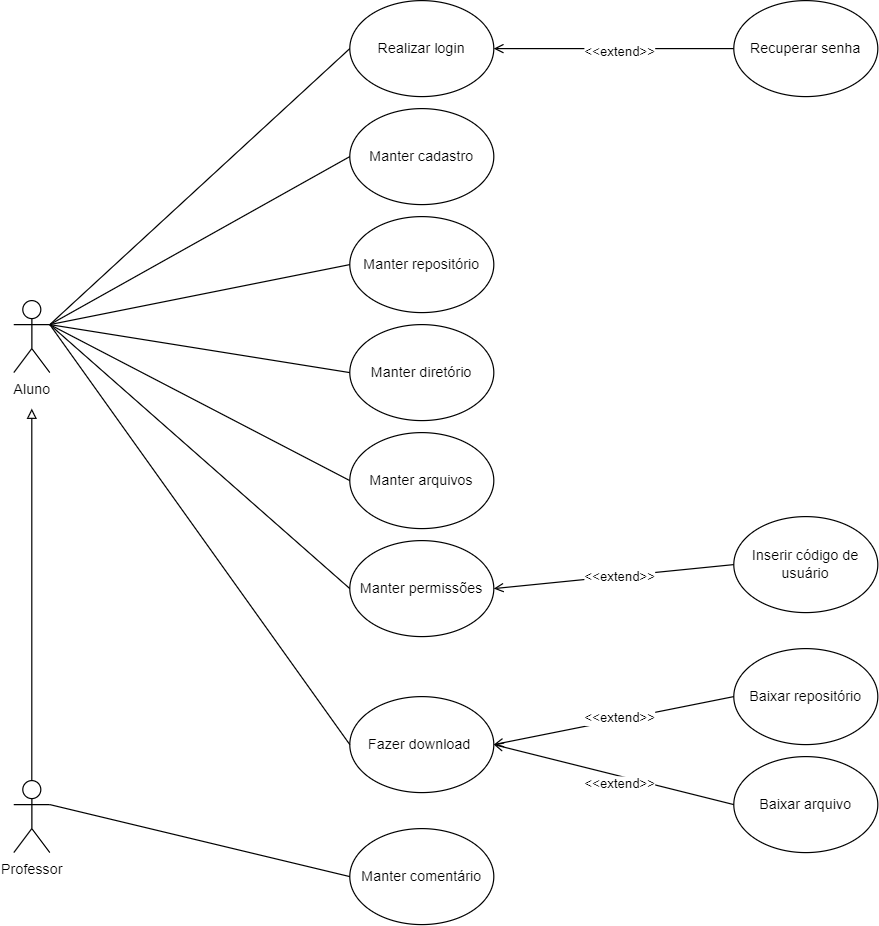 Realizar login
<<extend>>
Recuperar senha
Manter cadastro
Manter repositório
Manter diretório
Aluno
Manter arquivos
Manter permissões
<<extend>>
Inserir código de
usuário
Fazer download
<<extend>>
Baixar repositório
<<extend>>
Baixar arquivo
Professor
Manter comentário